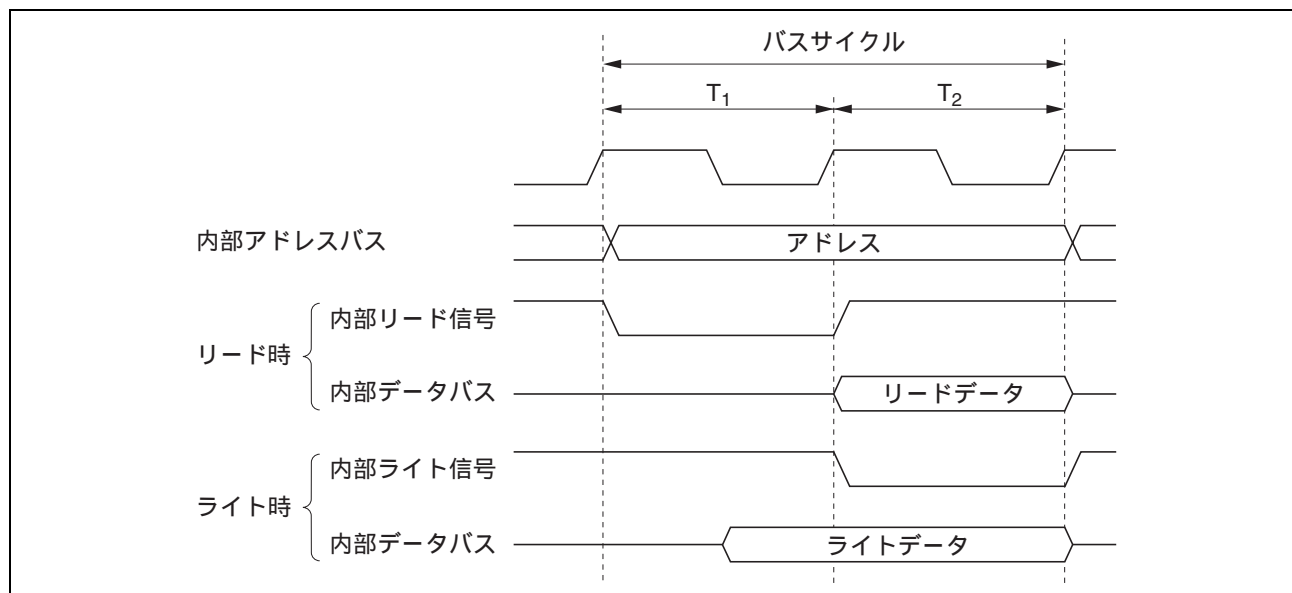 バスサイクル
T1 T2
内部アドレスバス アドレス
リード時
内部リード信号
内部データバス リードデータ
ライト時
内部ライト信号
内部データバス ライトデータ